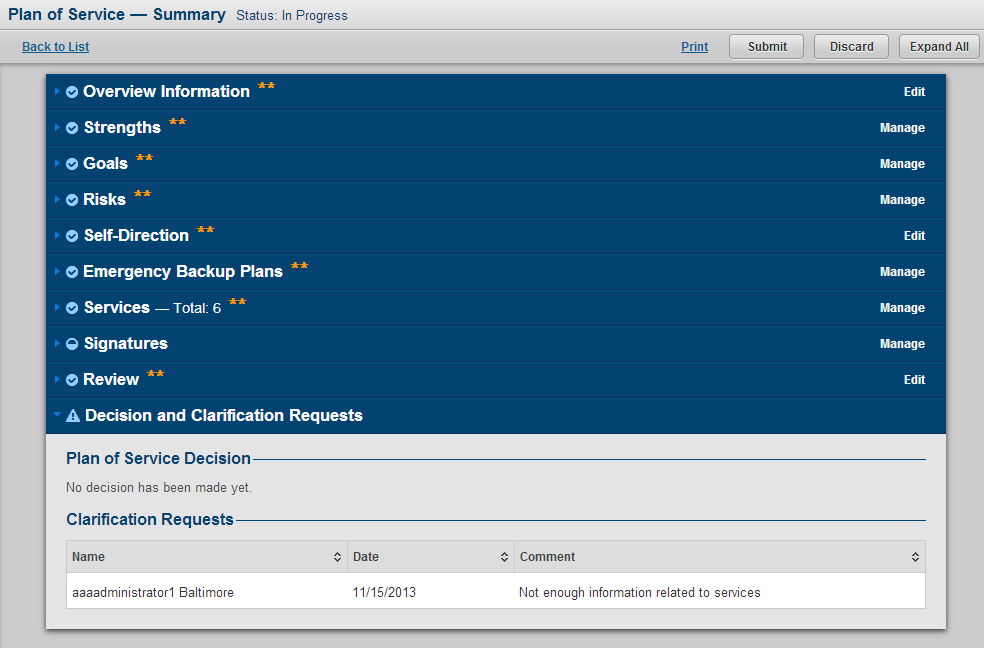 Plan of Service — Summary Status: In Progress
Back to List Print Submit Discard Expand All
Overview Information ** Edit
Strengths ** Manage
Goals ** Manage
Risks ** Manage
Self-Direction ** Edit
Emergency Backup Plans ** Manage
Services — Total: 6 ** Manage
Signatures Manage
Review ** Edit
Decision and Clarification Requests
Plan of Service Decision
No decision has been made yet.
Clarification Requests
Name Date Comment
aaaadministrator1 Baltimore 11/15/2013 Not enough information related to services